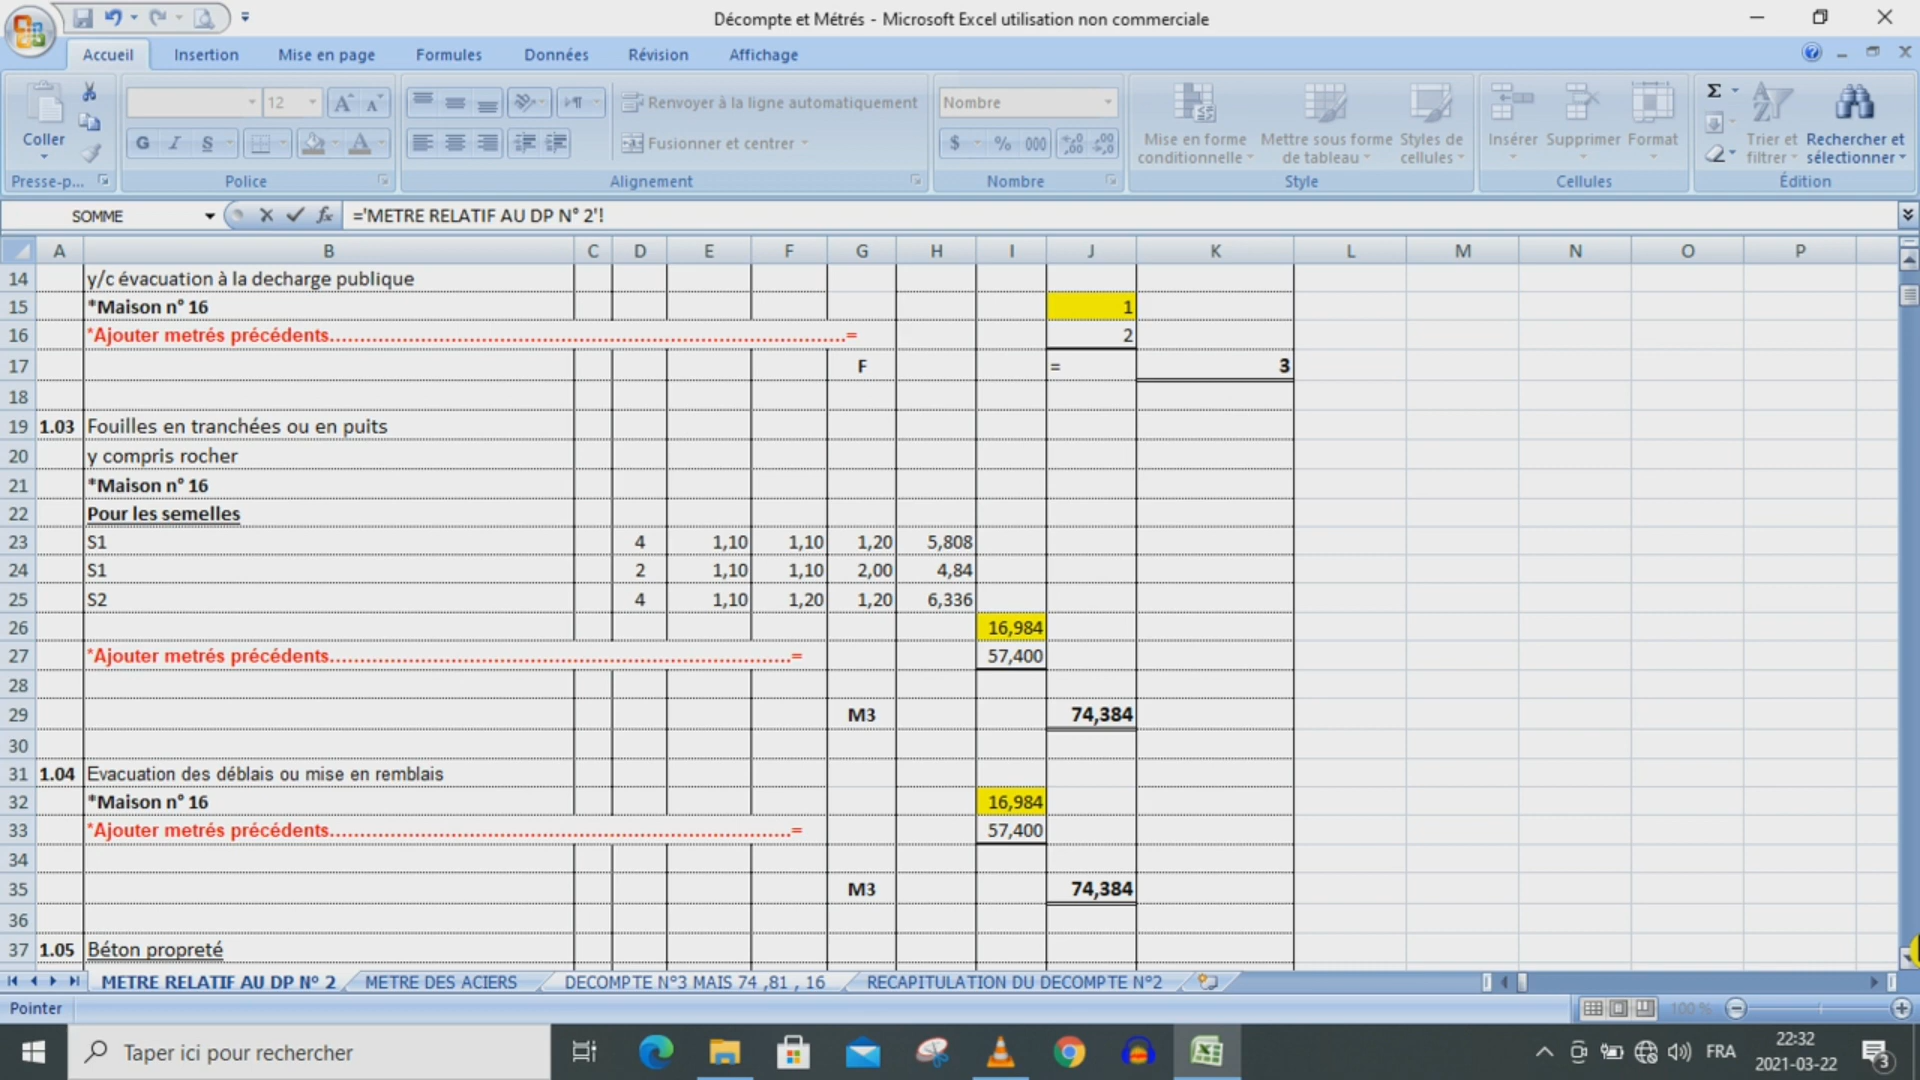 Décompte et Métrés - Microsoft Excel utilisation non commerciale
Accueil Insertion Mise en page Formules Données Révision Affichage
Coller
12
G I S
Renvoyer à la ligne automatiquement
Fusionner et centrer
Nombre
$ % 000
Mise en forme conditionnelle
Mettre sous forme de tableau
Styles de cellules
Insérer Supprimer Format
Σ
Trier et filtrer
Rechercher et sélectionner
Presse-p... Police Alignement Nombre Style Cellules Édition
SOMME fx ='METRE RELATIF AU DP N° 2'!
A B C D E F G H I J K L M N O P
14 y/c évacuation à la decharge publique
15 *Maison n° 16 1
16 *Ajouter metrés précédents......................................................................................= 2
17 F = 3
18
19 1.03 Fouilles en tranchées ou en puits
20 y compris rocher
21 *Maison n° 16
22 Pour les semelles
23 S1 4 1,10 1,10 1,20 5,808
24 S1 2 1,10 1,10 2,00 4,84
25 S2 4 1,10 1,20 1,20 6,336
26 16,984
27 *Ajouter metrés précédents.............................................................................= 57,400
28
29 M3 74,384
30
31 1.04 Evacuation des déblais ou mise en remblais
32 *Maison n° 16 16,984
33 *Ajouter metrés précédents.............................................................................= 57,400
34
35 M3 74,384
36
37 1.05 Béton propreté
METRE RELATIF AU DP N° 2 METRE DES ACIERS DECOMPTE N°3 MAIS 74 ,81 , 16 RECAPITULATION DU DECOMPTE N°2
Pointer 100 %
Taper ici pour rechercher
FRA
22:32
2021-03-22
3